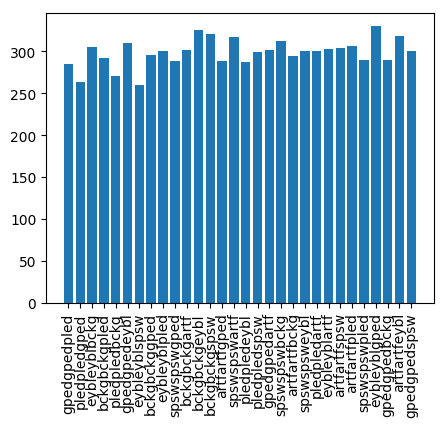 300
250
200
150
100
50
0
gpedgpedpled
pledpledgped
eybleyblbckg
bckgbckgpled
pledpledbckg
gpedgpedeybl
eybleyblspsw
bckgbckggped
eybleyblpled
spswspswgped
bckgbckgartf
bckgbckgeybl
bckgbckgspsw
artfartfgped
spswspswartf
pledpledeybl
pledpledspsw
gpedgpedartf
spswspswbckg
artfartfbckg
spswspsweybl
pledpledartf
eybleyblartf
artfartfspsw
artfartfpled
spswspswpled
eybleyblgped
gpedgpedbckg
artfartfeybl
gpedgpedspsw